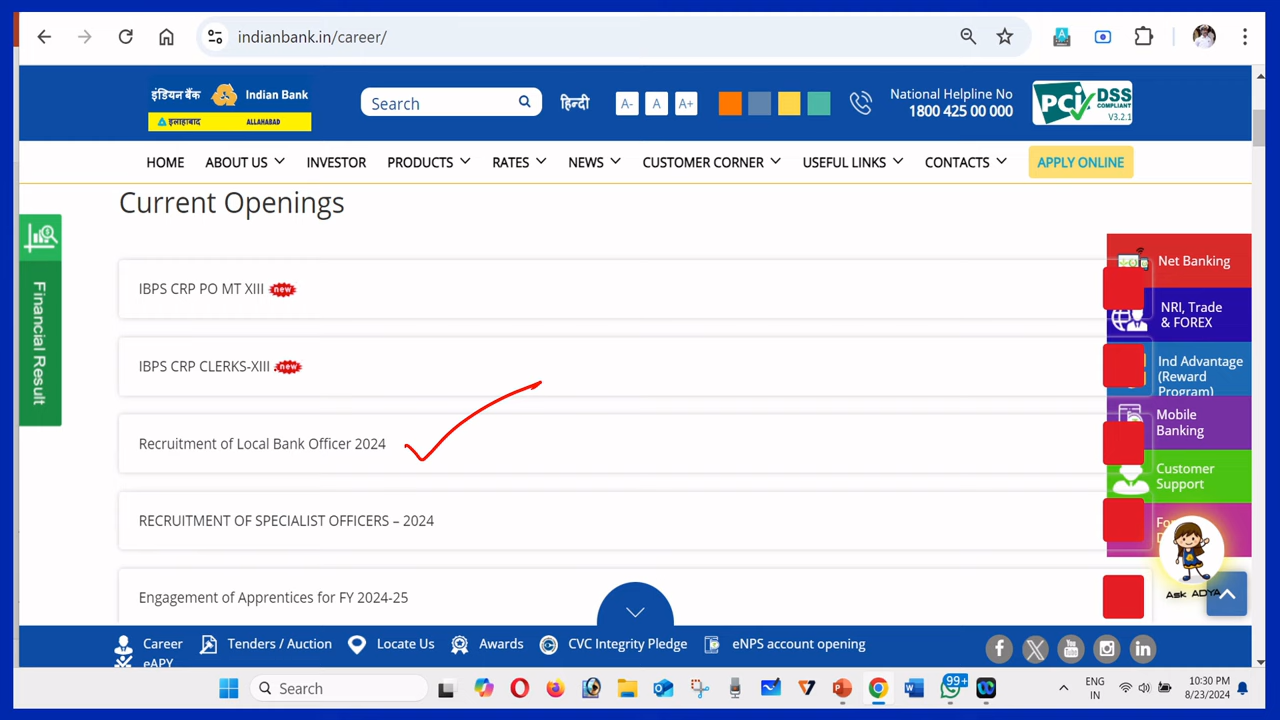 indianbank.in/career/
इंडियन बैंक Indian Bank
इलाहाबाद ALLAHABAD
Search
हिन्दी
A- A A+
National Helpline No
1800 425 00 000
PCI DSS
COMPLIANT
V3.2.1
HOME ABOUT US INVESTOR PRODUCTS RATES NEWS CUSTOMER CORNER USEFUL LINKS CONTACTS APPLY ONLINE
Current Openings
Financial Result
IBPS CRP PO MT XIII new
IBPS CRP CLERKS-XIII new
Recruitment of Local Bank Officer 2024
RECRUITMENT OF SPECIALIST OFFICERS – 2024
Engagement of Apprentices for FY 2024-25
Net Banking
NRI, Trade
& FOREX
Ind Advantage
(Reward
Program)
Mobile
Banking
Customer
Support
Ask ADYA
Career Tenders / Auction Locate Us Awards CVC Integrity Pledge eNPS account opening
eAPY
Search
99+
ENG
IN
10:30 PM
8/23/2024